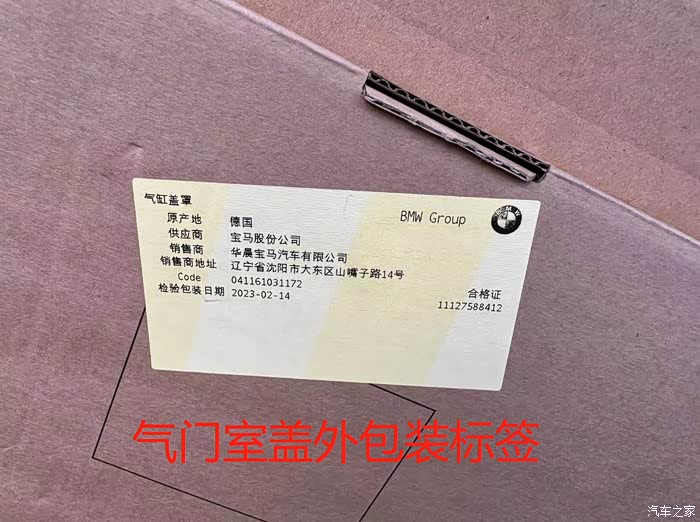 气缸盖罩
BMW Group
原产地 德国
供应商 宝马股份公司
销售商 华晨宝马汽车有限公司
销售商地址 辽宁省沈阳市大东区山嘴子路14号
Code 041161031172
检验包装日期 2023-02-14
合格证
11127588412
气门室盖外包装标签
汽车之家